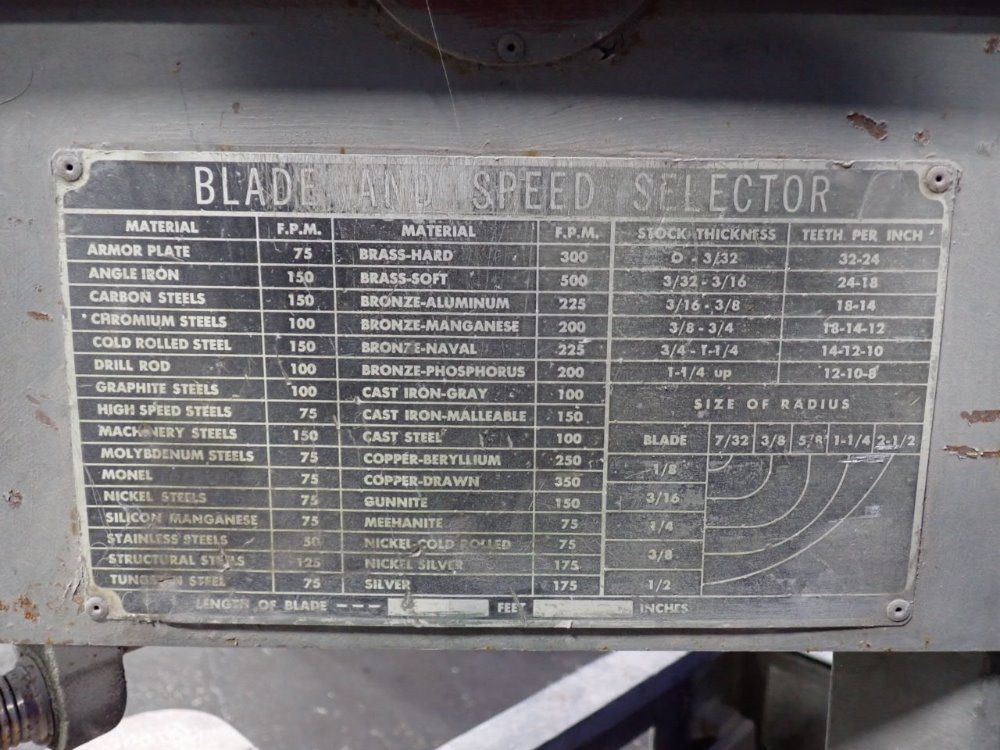 BLADE AND SPEED SELECTOR
MATERIAL F.P.M. MATERIAL F.P.M. STOCK THICKNESS TEETH PER INCH
ARMOR PLATE 75 BRASS-HARD 300 0 - 3/32 32-24
ANGLE IRON 150 BRASS-SOFT 500 3/32 - 3/16 24-18
CARBON STEELS 150 BRONZE-ALUMINUM 225 3/16 - 3/8 18-14
CHROMIUM STEELS 100 BRONZE-MANGANESE 200 3/8 - 3/4 18-14-12
COLD ROLLED STEEL 150 BRONZE-NAVAL 225 3/4 - 1-1/4 14-12-10
DRILL ROD 100 BRONZE-PHOSPHORUS 200 1-1/4 up 12-10-8
GRAPHITE STEELS 100 CAST IRON-GRAY 100 SIZE OF RADIUS
HIGH SPEED STEELS 75 CAST IRON-MALLEABLE 150
MACHINERY STEELS 150 CAST STEEL 100 BLADE 7/32 3/8 5/8 1-1/4 2-1/2
MOLYBDENUM STEELS 75 COPPER-BERYLLIUM 250 1/8
MONEL 75 COPPER-DRAWN 350
NICKEL STEELS 75 GUNNITE 150 3/16
SILICON MANGANESE 75 MEEHANITE 75 1/4
STAINLESS STEELS 50 NICKEL-COLD ROLLED 75
STRUCTURAL STEELS 125 NICKEL SILVER 175 3/8
TUNGSTEN STEEL 75 SILVER 175 1/2
LENGTH OF BLADE --- FEET INCHES